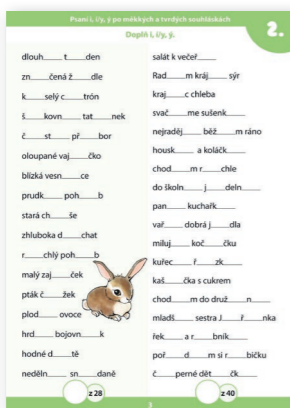 Psaní i, í/y, ý po měkkých a tvrdých souhláskách
2.
Doplň i, í/y, ý.
dlouh____ t____den
zn____čená ž____dle
k____selý c____trón
š____kovn____ tat____nek
č____st____ př____bor
oloupané vaj____čko
blízká vesn____ce
prudk____ poh____b
stará ch____še
zhluboka d____chat
r____chlý poh____b
malý zaj____ček
pták č____žek
plod____ ovoce
hrd____ bojovn____k
hodné d____tě
neděln____ sn____daně
z 28
salát k večeř____
Rad____m kráj____ sýr
kraj____c chleba
svač____me sušenk____
nejraděj____ běž____m ráno
housk____ a koláčk____
chod____m r____chle
do školn____ j____deln____
pan____ kuchařk____
vař____ dobrá j____dla
miluj____ koč____čku
kuřec____ ř____zk____
kaš____čka s cukrem
chod____m do druž____n____
mladš____ sestra J____ř____nka
řek____ a r____bník____
poř____d____m si r____bičku
č____perné dět____čk____
z 40
3